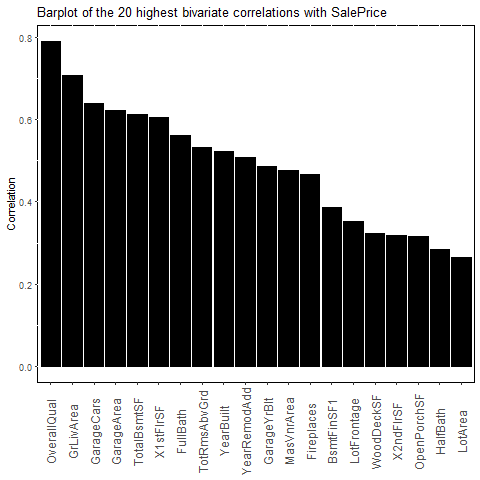 Barplot of the 20 highest bivariate correlations with SalePrice
Correlation
0.8
0.6
0.4
0.2
0.0
OverallQual
GrLivArea
GarageCars
GarageArea
TotalBsmtSF
X1stFlrSF
FullBath
TotRmsAbvGrd
YearBuilt
YearRemodAdd
GarageYrBlt
MasVnrArea
Fireplaces
BsmtFinSF1
LotFrontage
WoodDeckSF
X2ndFlrSF
OpenPorchSF
HalfBath
LotArea